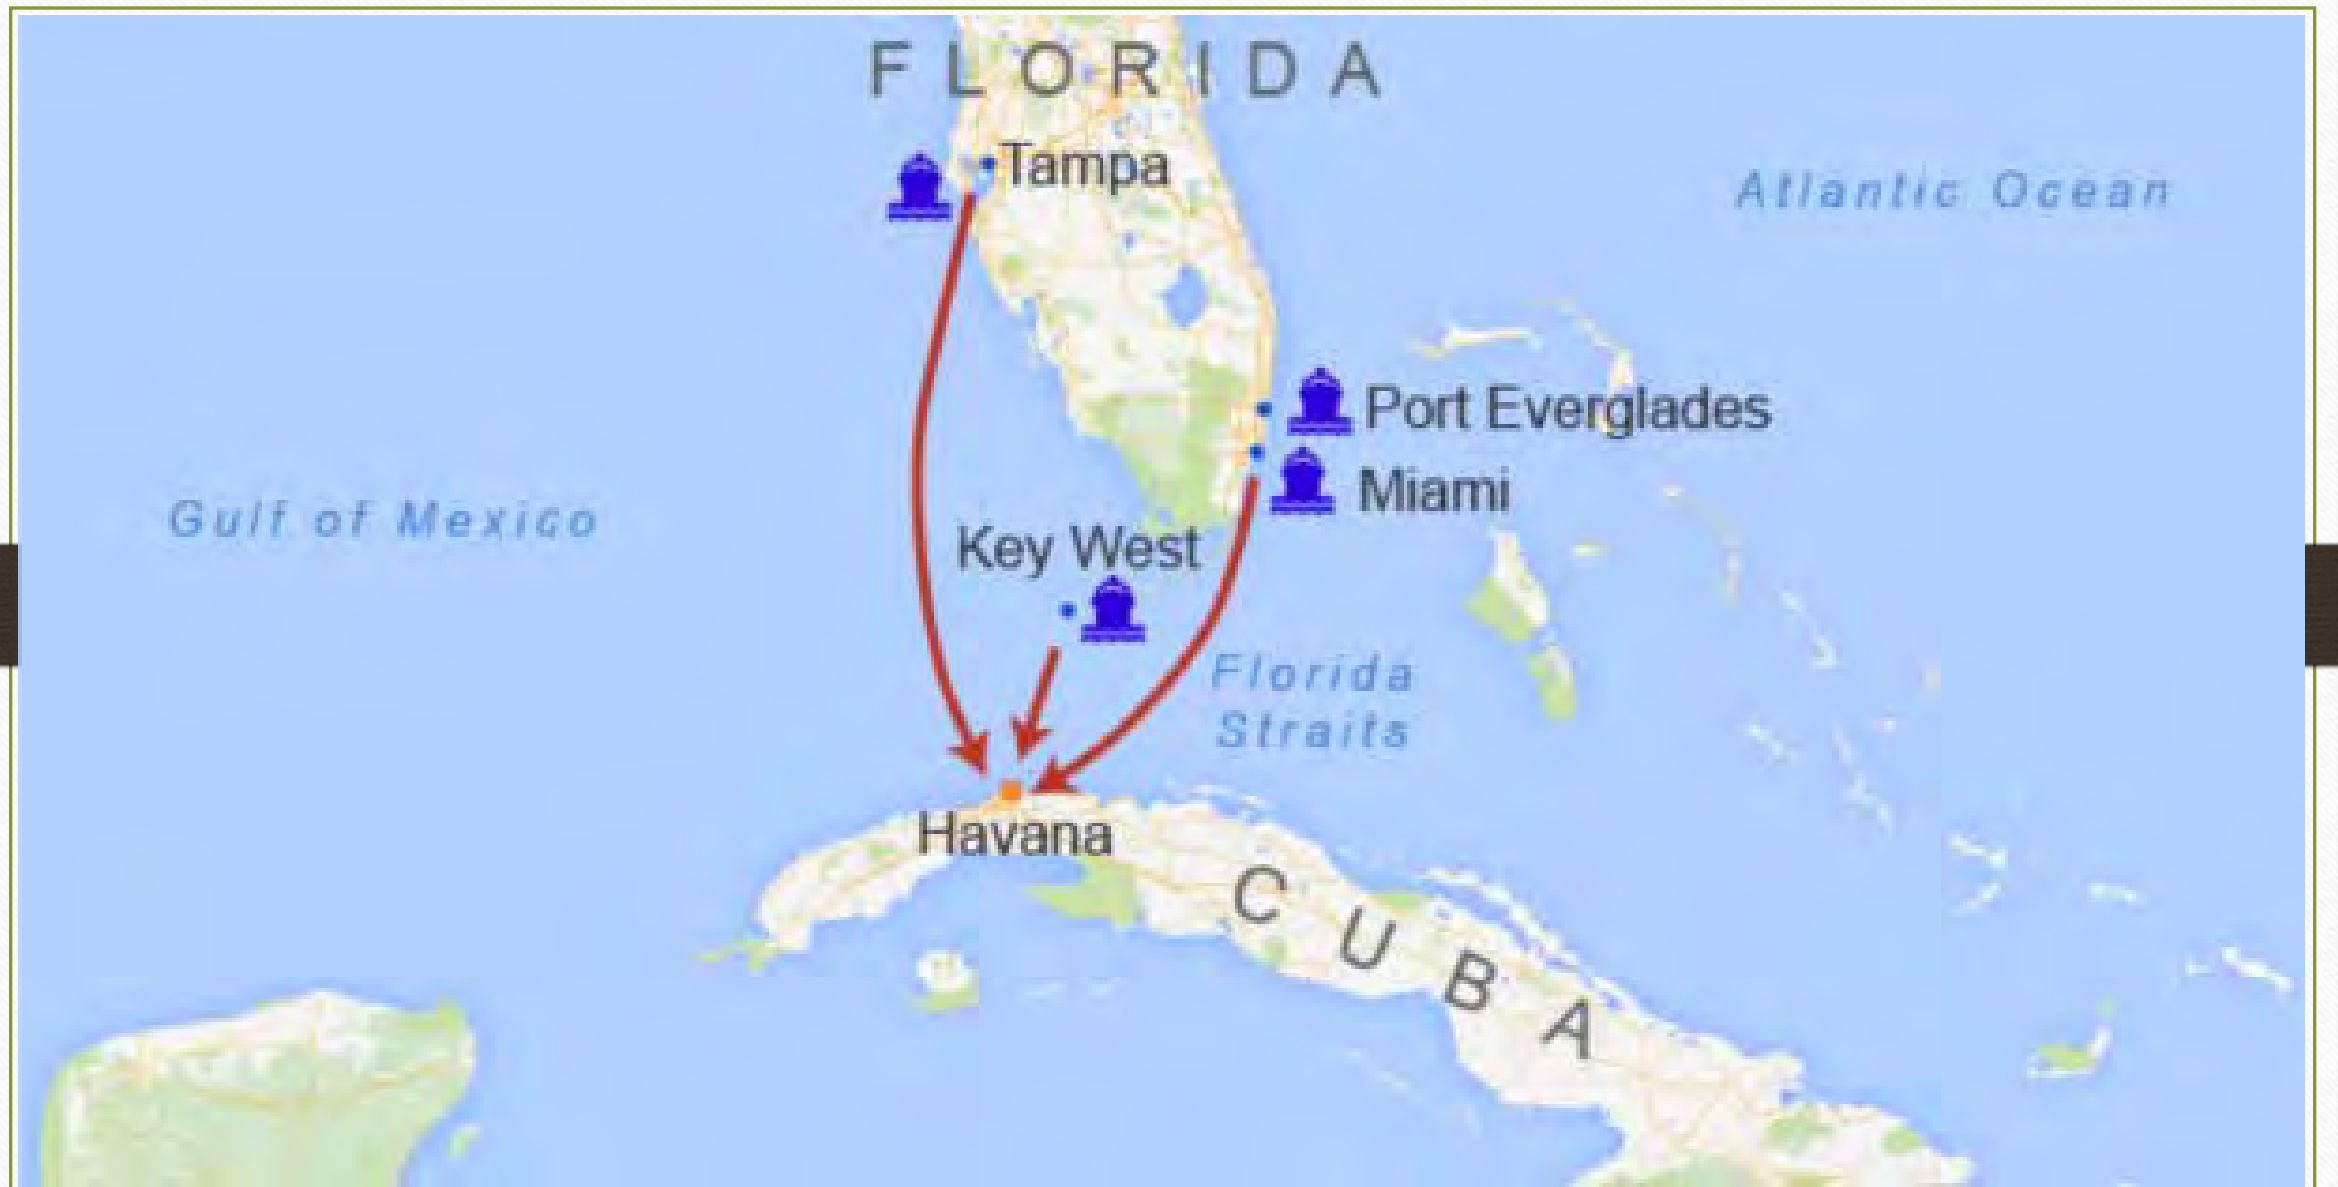 FLORIDA
Tampa
Atlantic Ocean
Port Everglades
Miami
Gulf of Mexico
Key West
Florida
Straits
Havana
CUBA